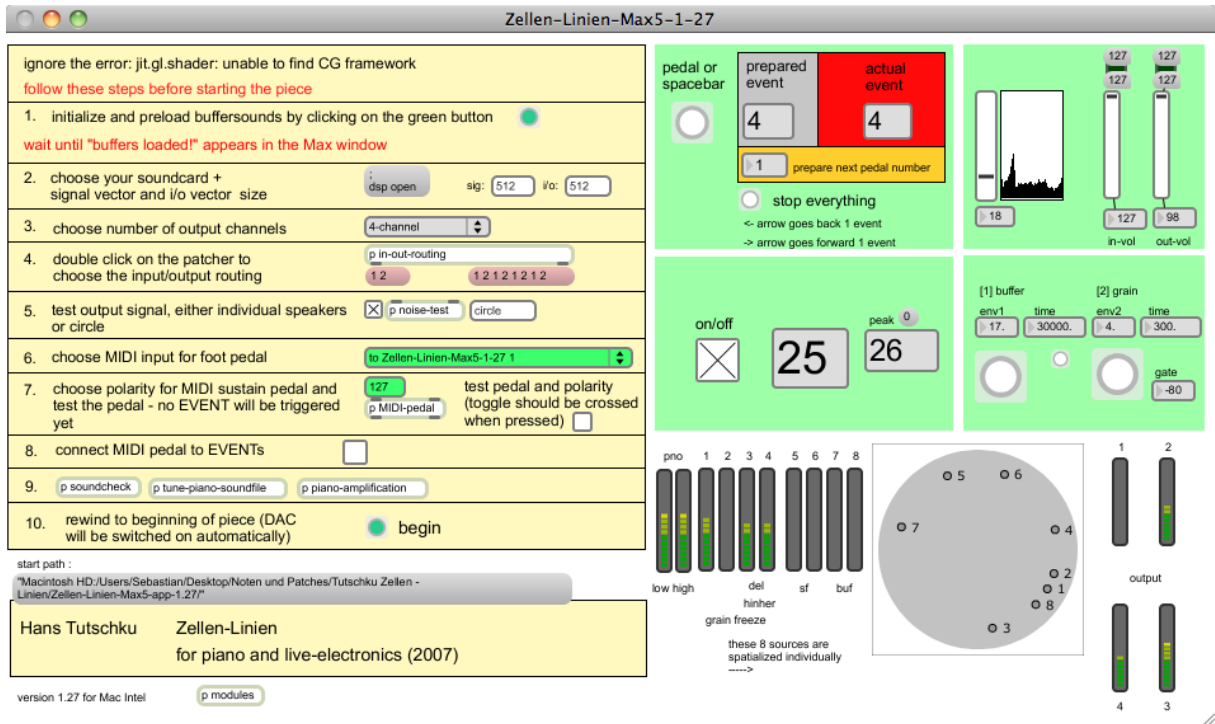 Zellen-Linien-Max5-1-27
ignore the error: jit.gl.shader: unable to find CG framework
follow these steps before starting the piece
1. initialize and preload buffersounds by clicking on the green button
wait until "buffers loaded!" appears in the Max window
2. choose your soundcard +
signal vector and i/o vector size
;
dsp open
sig: 512 i/o: 512
3. choose number of output channels
4-channel
4. double click on the patcher to
choose the input/output routing
p in-out-routing
1 2
1 2 1 2 1 2 1 2
5. test output signal, either individual speakers
or circle
p noise-test
circle
6. choose MIDI input for foot pedal
to Zellen-Linien-Max5-1-27 1
7. choose polarity for MIDI sustain pedal and
test the pedal - no EVENT will be triggered
yet
127
p MIDI-pedal
test pedal and polarity
(toggle should be crossed
when pressed)
8. connect MIDI pedal to EVENTs
9. p soundcheck p tune-piano-soundfile p piano-amplification
10. rewind to beginning of piece (DAC
will be switched on automatically)
begin
start path :
"Macintosh HD:/Users/Sebastian/Desktop/Noten und Patches/Tutschku Zellen -
Linien/Zellen-Linien-Max5-app-1.27/"
Hans Tutschku Zellen-Linien
for piano and live-electronics (2007)
version 1.27 for Mac Intel
p modules
pedal or
spacebar
prepared
event
4
actual
event
4
1 prepare next pedal number
stop everything
<- arrow goes back 1 event
-> arrow goes forward 1 event
127 127
127 127
18
127 98
in-vol out-vol
on/off
25
peak 0
26
[1] buffer [2] grain
env1 time env2 time
17. 30000. 4. 300.
gate
-80
pno 1 2 3 4 5 6 7 8
low high
del sf buf
hinher
grain freeze
these 8 sources are
spatialized individually
----->
5 6
7 4
2
1
8
3
1 2
output
4 3